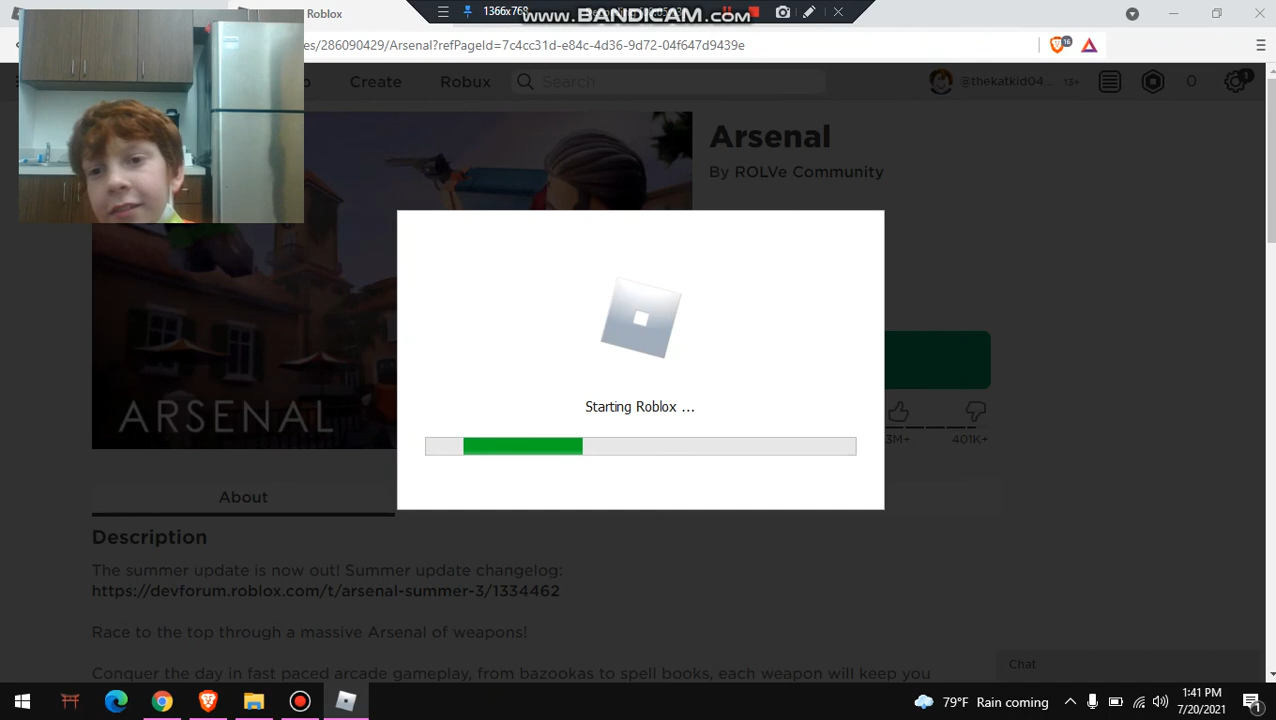 Roblox
1366x768
www.BANDICAM.com
es/286090429/Arsenal?refPageId=7c4cc31d-e84c-4d36-9d72-04f647d9439e
16
Create
Robux
Search
@thekatkid04...
13+
0
Arsenal
By ROLVe Community
ARSENAL
Starting Roblox ...
3M+
401K+
About
Description
The summer update is now out! Summer update changelog:
https://devforum.roblox.com/t/arsenal-summer-3/1334462
Race to the top through a massive Arsenal of weapons!
Conquer the day in fast paced arcade gameplay, from bazookas to spell books, each weapon will keep you
Chat
79°F Rain coming
1:41 PM
7/20/2021
1